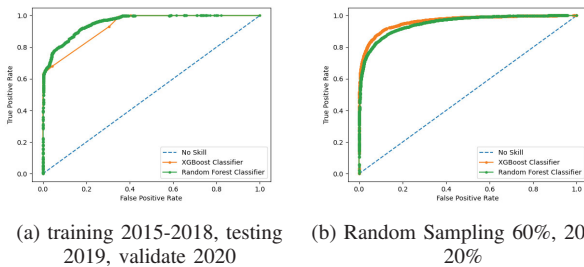 1.0
0.8
0.6
0.4
0.2
0.0
True Positive Rate
No Skill
XGBoost Classifier
Random Forest Classifier
0.0 0.2 0.4 0.6 0.8 1.0
False Positive Rate
1.0
0.8
0.6
0.4
0.2
0.0
True Positive Rate
No Skill
XGBoost Classifier
Random Forest Classifier
0.0 0.2 0.4 0.6 0.8 1.0
False Positive Rate
(a) training 2015-2018, testing
2019, validate 2020
(b) Random Sampling 60%, 20
20%